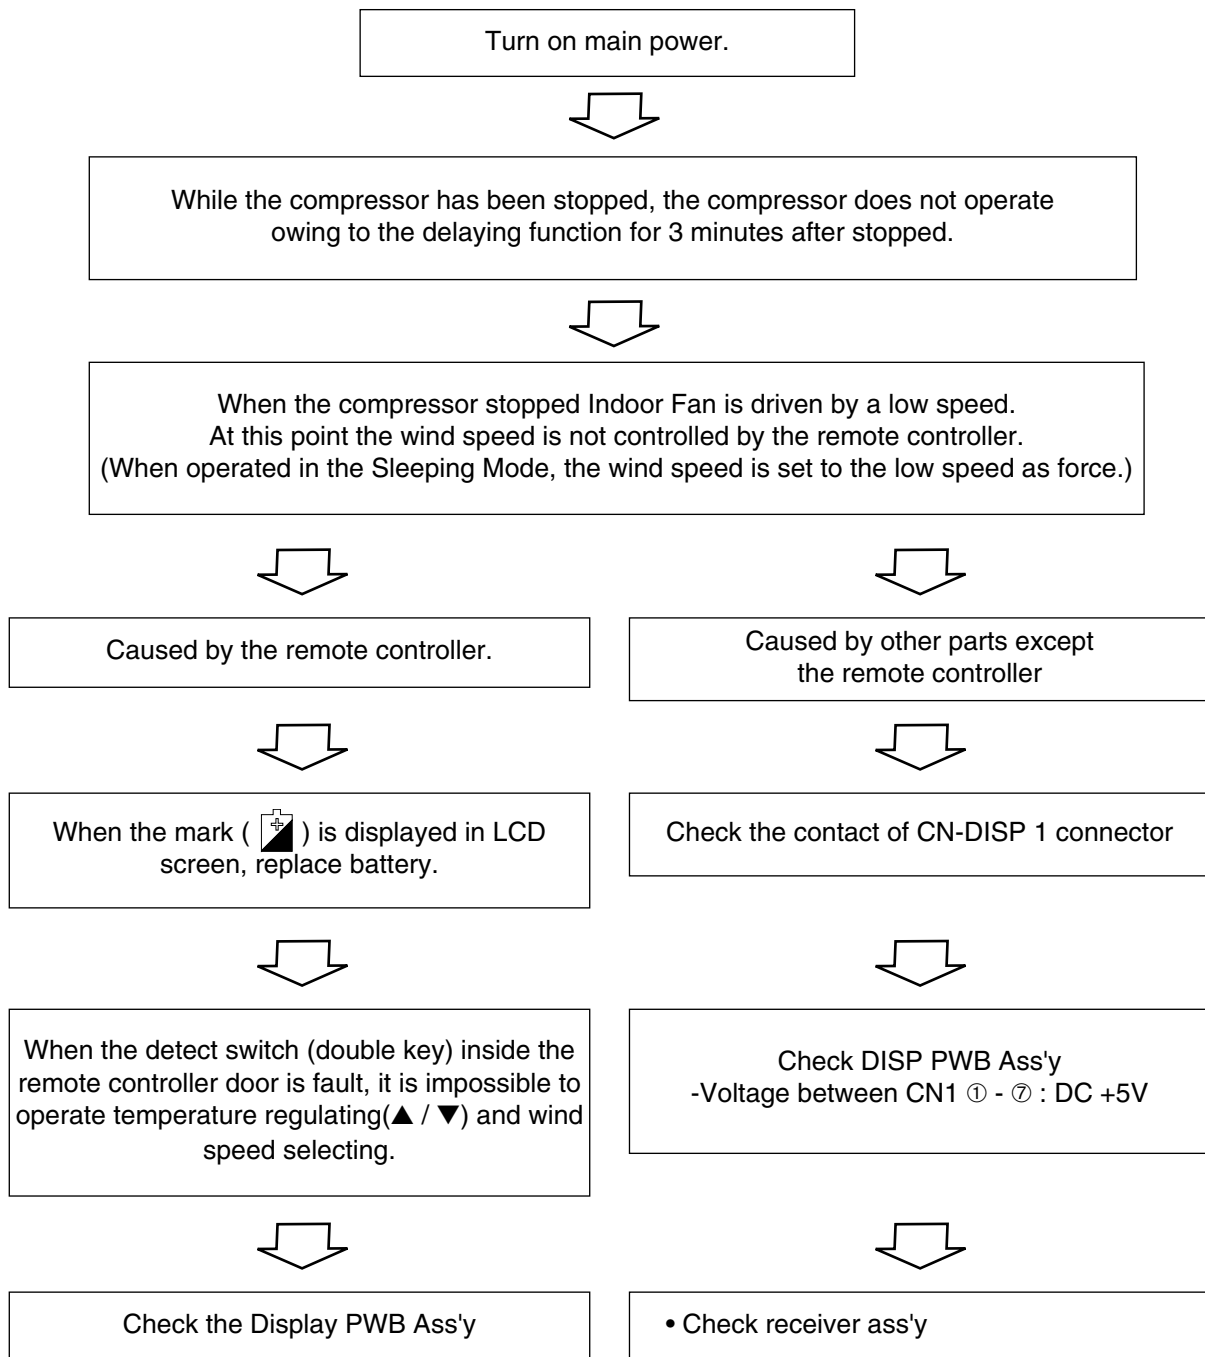 Turn on main power.
While the compressor has been stopped, the compressor does not operate
owing to the delaying function for 3 minutes after stopped.
When the compressor stopped Indoor Fan is driven by a low speed.
At this point the wind speed is not controlled by the remote controller.
(When operated in the Sleeping Mode, the wind speed is set to the low speed as force.)
Caused by the remote controller.
When the mark ( ) is displayed in LCD
screen, replace battery.
When the detect switch (double key) inside the
remote controller door is fault, it is impossible to
operate temperature regulating(▲ / ▼) and wind
speed selecting.
Check the Display PWB Ass'y
Caused by other parts except
the remote controller
Check the contact of CN-DISP 1 connector
Check DISP PWB Ass'y
-Voltage between CN1 ① - ⑦ : DC +5V
• Check receiver ass'y